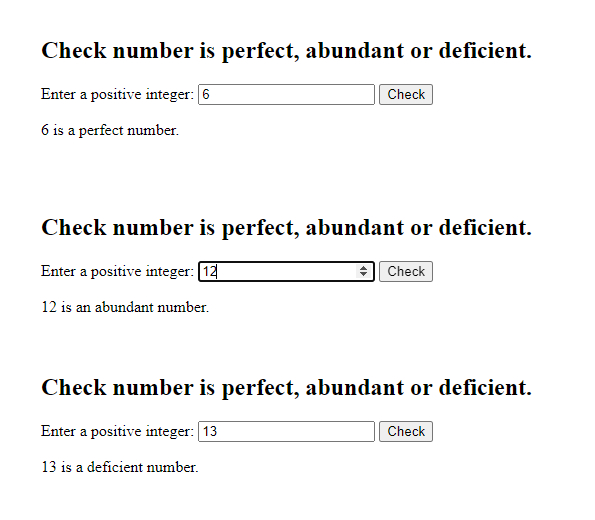 Check number is perfect, abundant or deficient.
Enter a positive integer: 6 Check
6 is a perfect number.
Check number is perfect, abundant or deficient.
Enter a positive integer: 12 Check
12 is an abundant number.
Check number is perfect, abundant or deficient.
Enter a positive integer: 13 Check
13 is a deficient number.